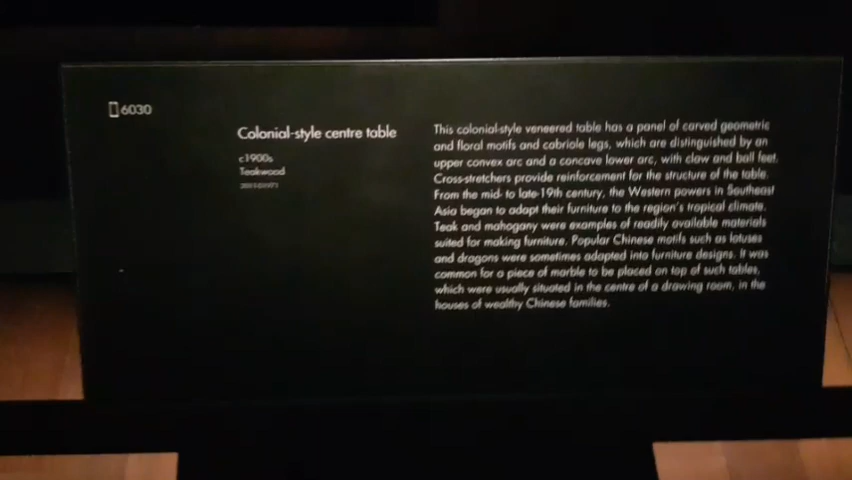 6030
Colonial-style centre table
c1900s
Teakwood
This colonial-style veneered table has a panel of carved geometric
and floral motifs and cabriole legs, which are distinguished by an
upper convex arc and a concave lower arc, with claw and ball feet.
Cross-stretchers provide reinforcement for the structure of the table.
From the mid- to late-19th century, the Western powers in Southeast
Asia began to adapt their furniture to the region's tropical climate.
Teak and mahogany were examples of readily available materials
suited for making furniture. Popular Chinese motifs such as lotuses
and dragons were sometimes adapted into furniture designs. It was
common for a piece of marble to be placed on top of such tables,
which were usually situated in the centre of a drawing room, in the
houses of wealthy Chinese families.